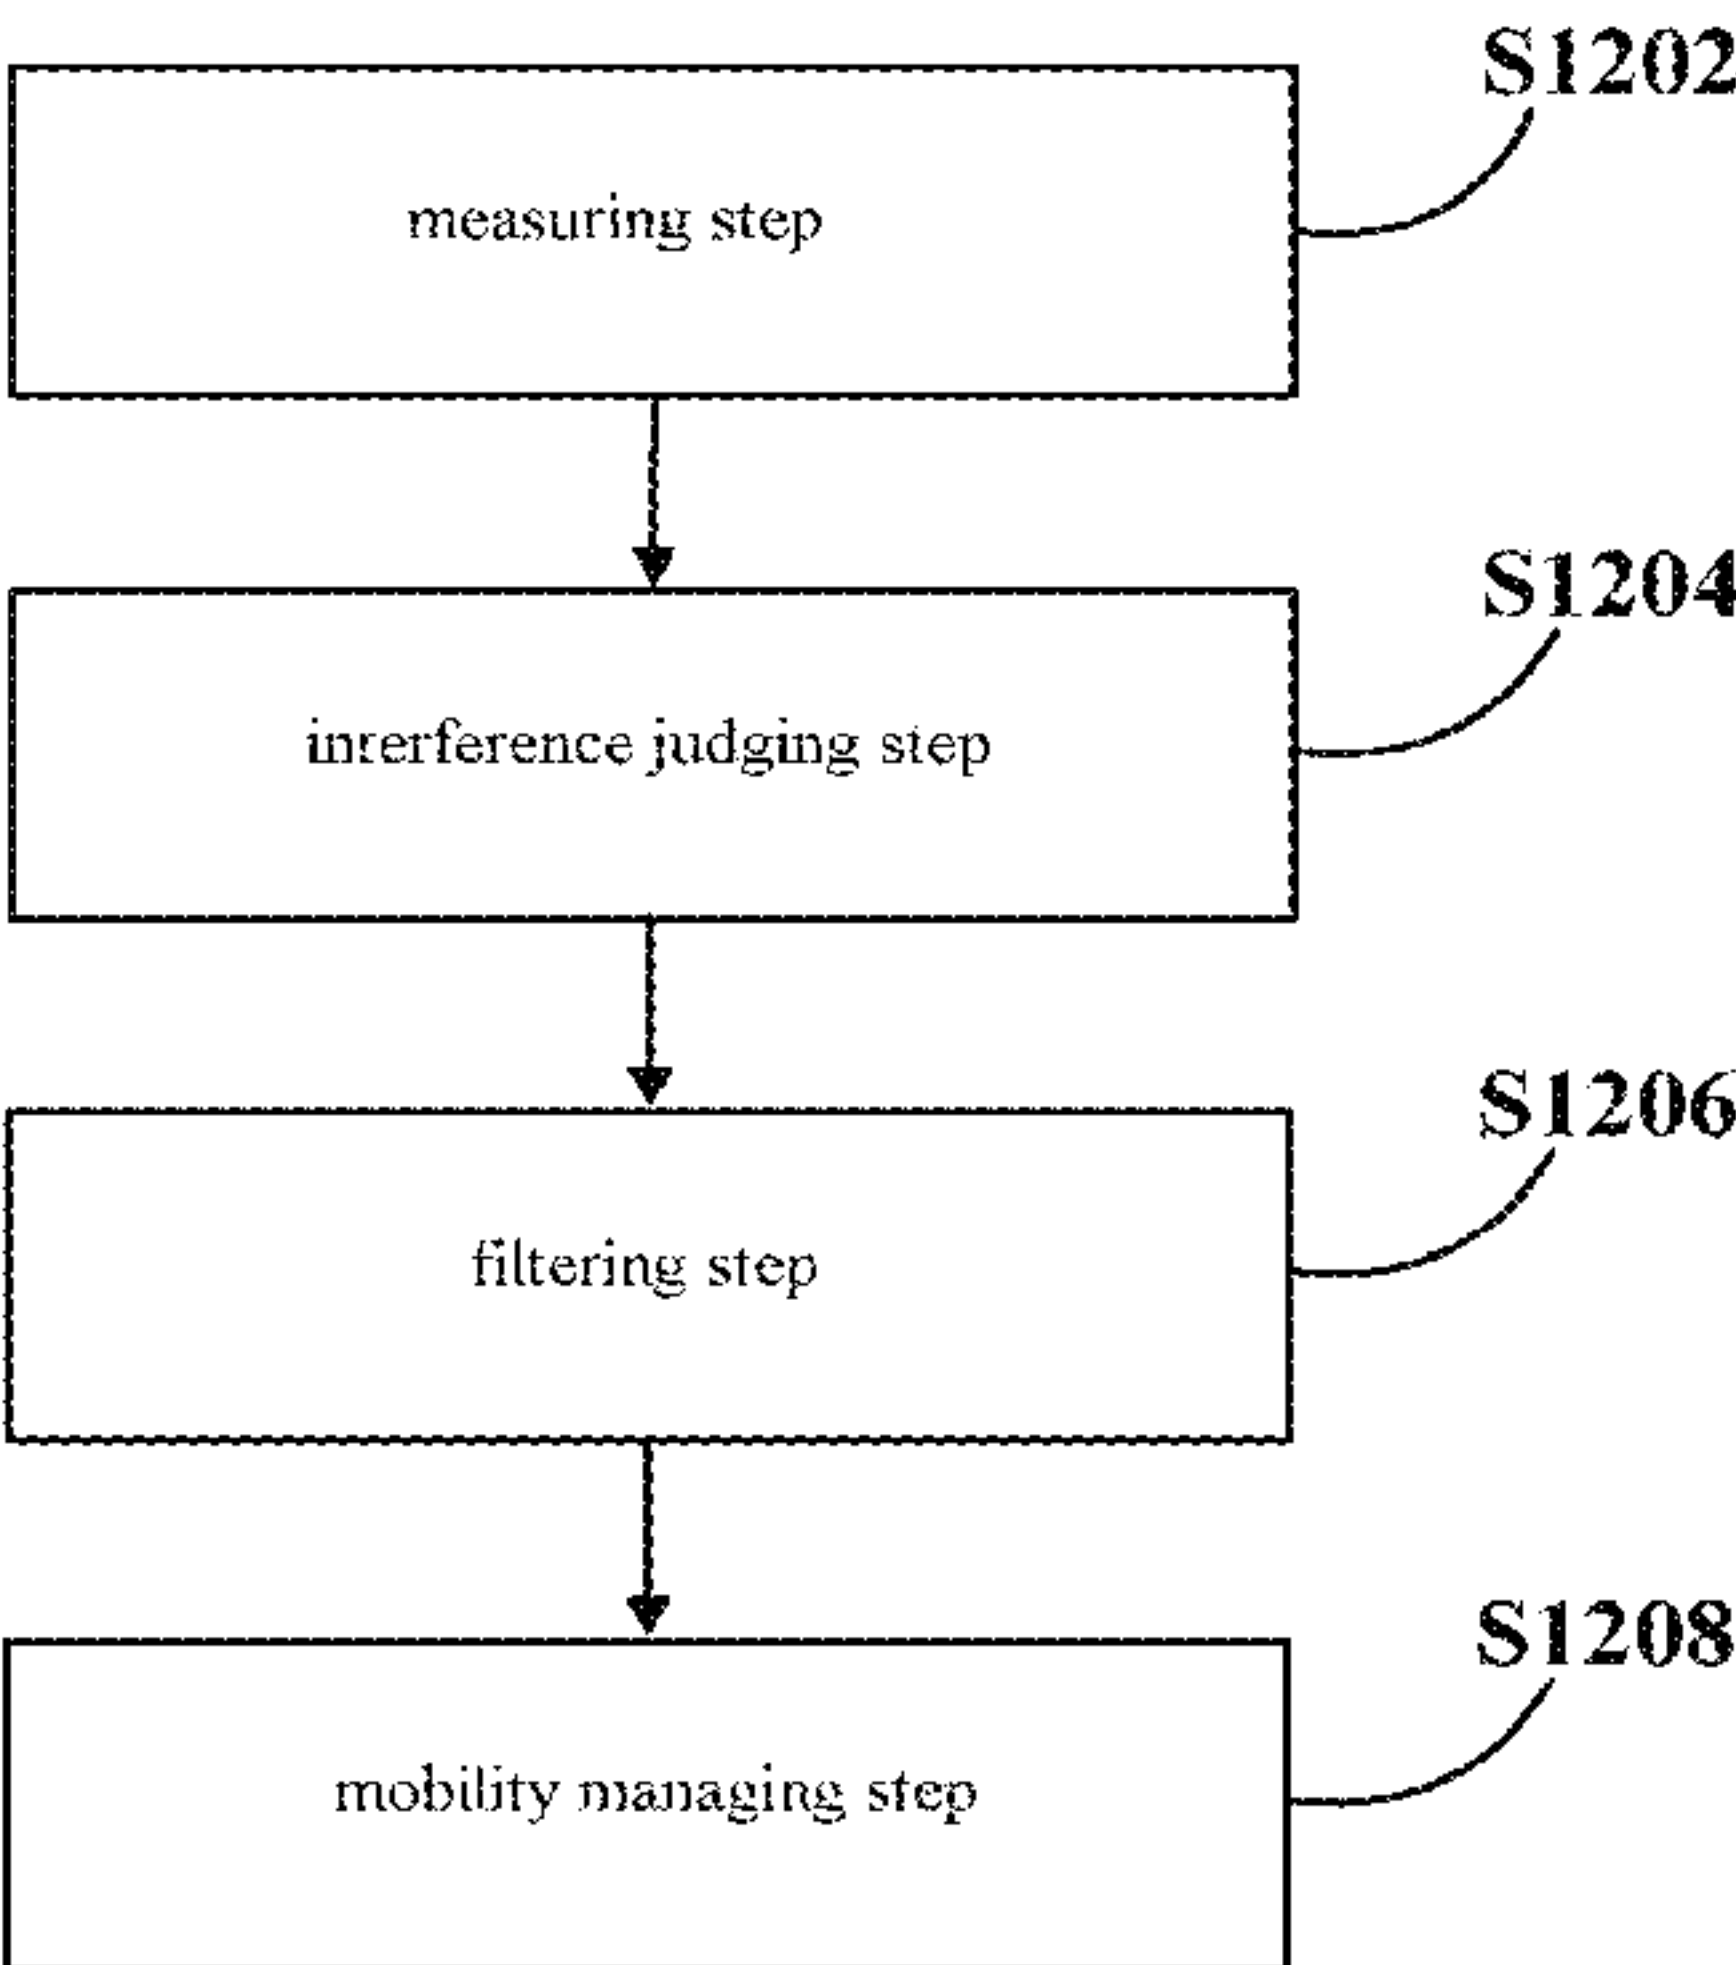 S1202
measuring step
S1204
interference judging step
S1206
filtering step
S1208
mobility managing step